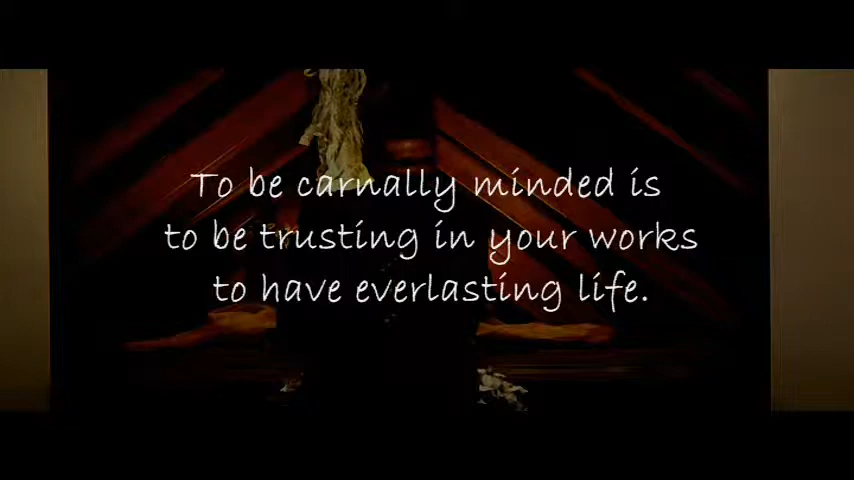 To be carnally minded is
to be trusting in your works
to have everlasting life.